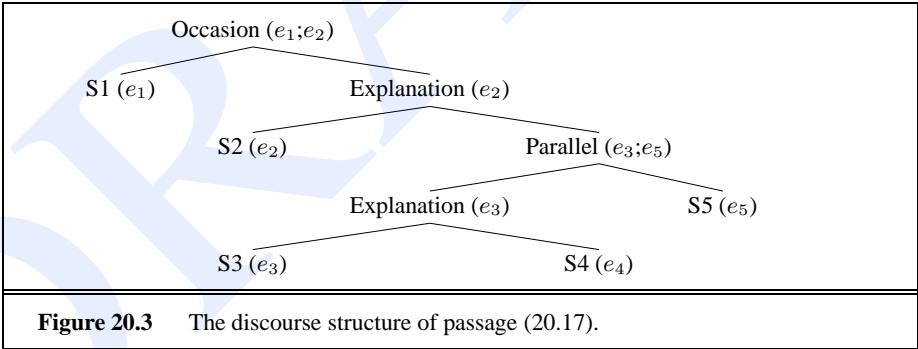 Occasion (e₁;e₂)
S1 (e₁) Explanation (e₂)
S2 (e₂) Parallel (e₃;e₅)
Explanation (e₃) S5 (e₅)
S3 (e₃) S4 (e₄)
Figure 20.3 The discourse structure of passage (20.17).